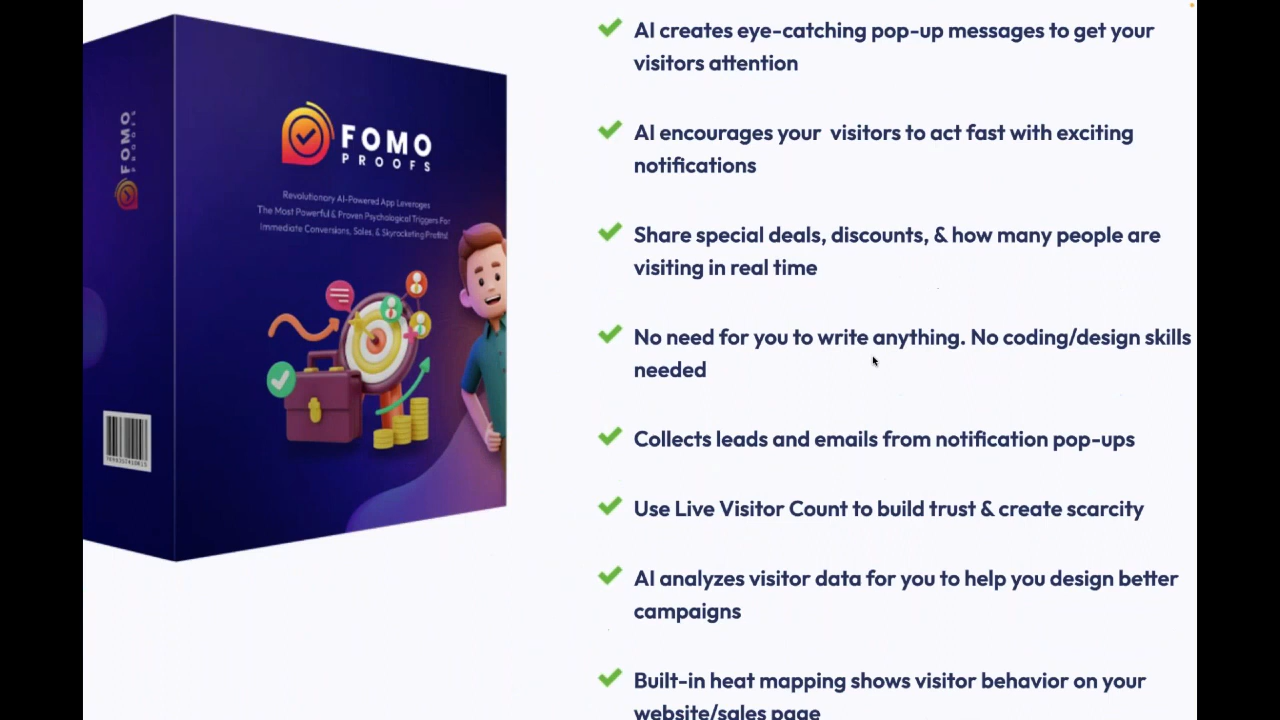 FOMO
PROOFS
FOMO
PROOFS
Revolutionary AI-Powered App Leverages
The Most Powerful & Proven Psychological Triggers For
Immediate Conversions, Sales, & Skyrocketing Profits!
AI creates eye-catching pop-up messages to get your
visitors attention
AI encourages your visitors to act fast with exciting
notifications
Share special deals, discounts, & how many people are
visiting in real time
No need for you to write anything. No coding/design skills
needed
Collects leads and emails from notification pop-ups
Use Live Visitor Count to build trust & create scarcity
AI analyzes visitor data for you to help you design better
campaigns
Built-in heat mapping shows visitor behavior on your
website/sales page